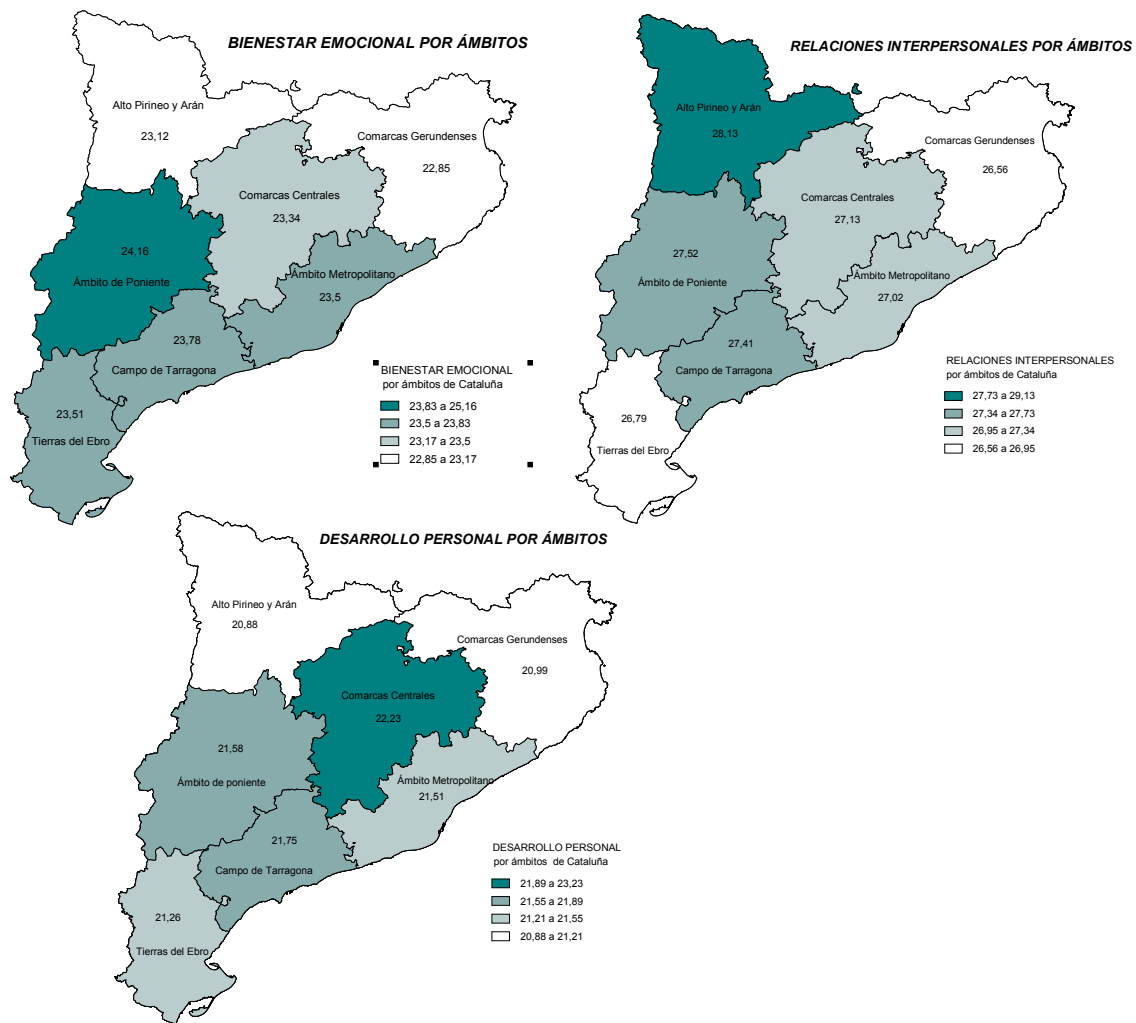 BIENESTAR EMOCIONAL POR ÁMBITOS
Alto Pirineo y Arán
23,12
Comarcas Gerundenses
22,85
Comarcas Centrales
23,34
24,16
Ámbito de Poniente
Ámbito Metropolitano
23,5
23,78
Campo de Tarragona
23,51
Tierras del Ebro
BIENESTAR EMOCIONAL
por ámbitos de Cataluña
23,83 a 25,16
23,5 a 23,83
23,17 a 23,5
22,85 a 23,17
RELACIONES INTERPERSONALES POR ÁMBITOS
Alto Pirineo y Arán
28,13
Comarcas Gerundenses
26,56
Comarcas Centrales
27,13
27,52
Ámbito de Poniente
Ámbito Metropolitano
27,02
27,41
Campo de Tarragona
26,79
Tierras del Ebro
RELACIONES INTERPERSONALES
por ámbitos de Cataluña
27,73 a 29,13
27,34 a 27,73
26,95 a 27,34
26,56 a 26,95
DESARROLLO PERSONAL POR ÁMBITOS
Alto Pirineo y Arán
20,88
Comarcas Gerundenses
20,99
Comarcas Centrales
22,23
21,58
Ámbito de poniente
Ámbito Metropolitano
21,51
21,75
Campo de Tarragona
21,26
Tierras del Ebro
DESARROLLO PERSONAL
por ámbitos de Cataluña
21,89 a 23,23
21,55 a 21,89
21,21 a 21,55
20,88 a 21,21